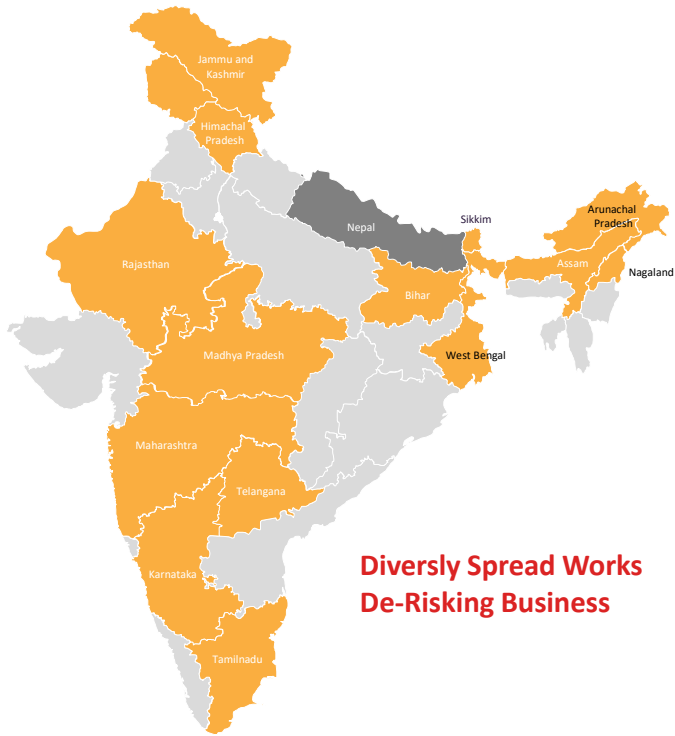 Jammu and
Kashmir
Himachal
Pradesh
Nepal
Sikkim
Arunachal
Pradesh
Rajasthan
Assam
Nagaland
Bihar
Madhya Pradesh
West Bengal
Maharashtra
Telangana
Karnataka
Tamilnadu
Diversly Spread Works
De-Risking Business